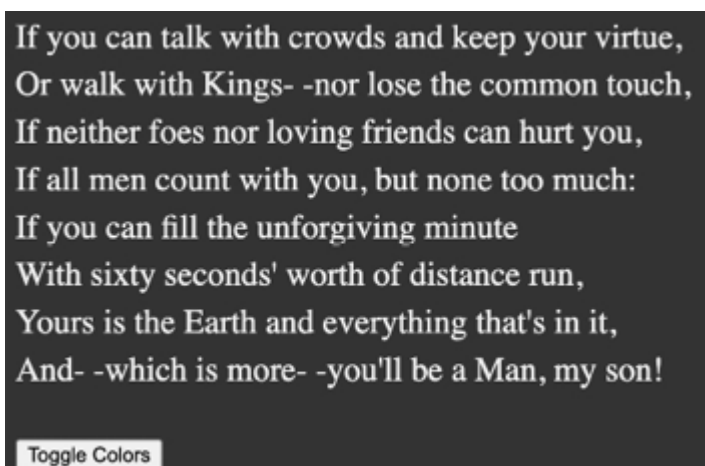 If you can talk with crowds and keep your virtue,
Or walk with Kings- -nor lose the common touch,
If neither foes nor loving friends can hurt you,
If all men count with you, but none too much:
If you can fill the unforgiving minute
With sixty seconds' worth of distance run,
Yours is the Earth and everything that's in it,
And- -which is more- -you'll be a Man, my son!
Toggle Colors